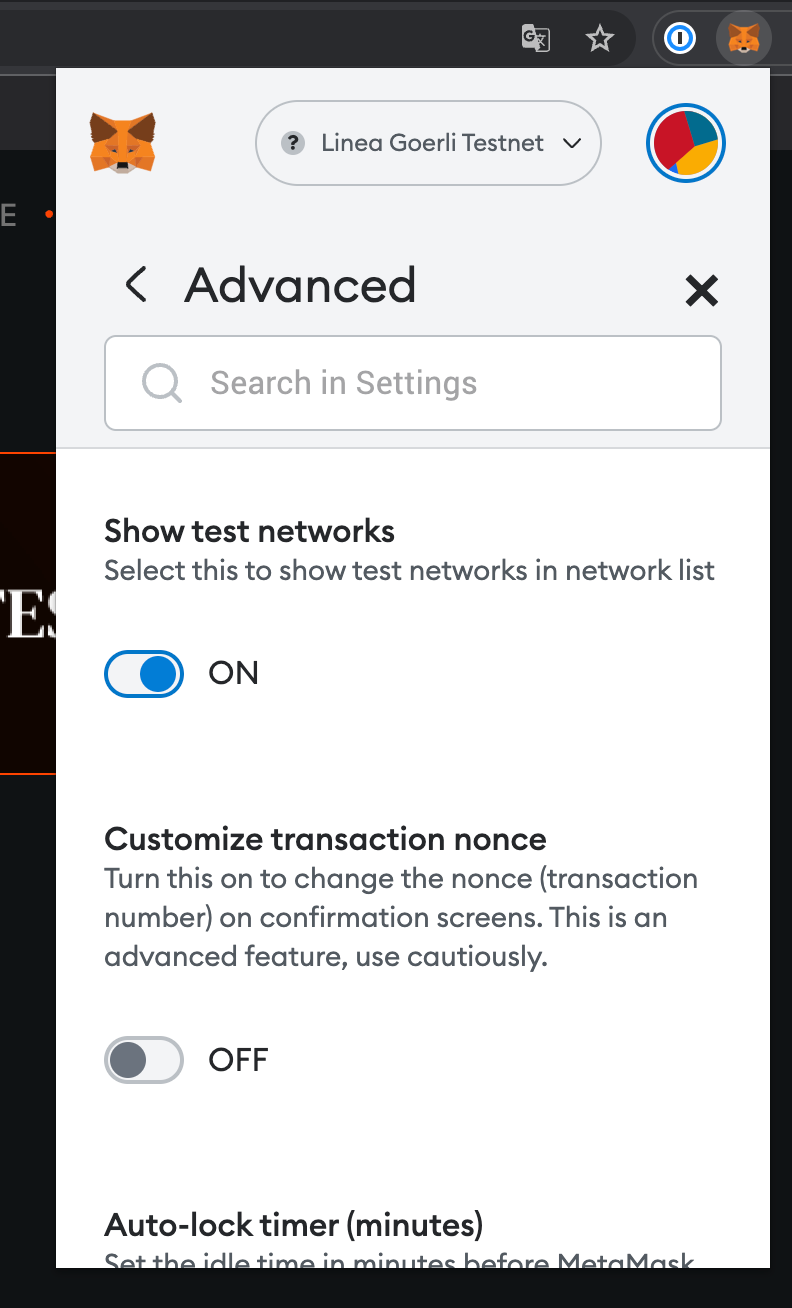 Linea Goerli Testnet
E
Advanced
Search in Settings
Show test networks
Select this to show test networks in network list
TES
ON
Customize transaction nonce
Turn this on to change the nonce (transaction
number) on confirmation screens. This is an
advanced feature, use cautiously.
OFF
Auto-lock timer (minutes)
Set the idle time in minutes before MetaMask